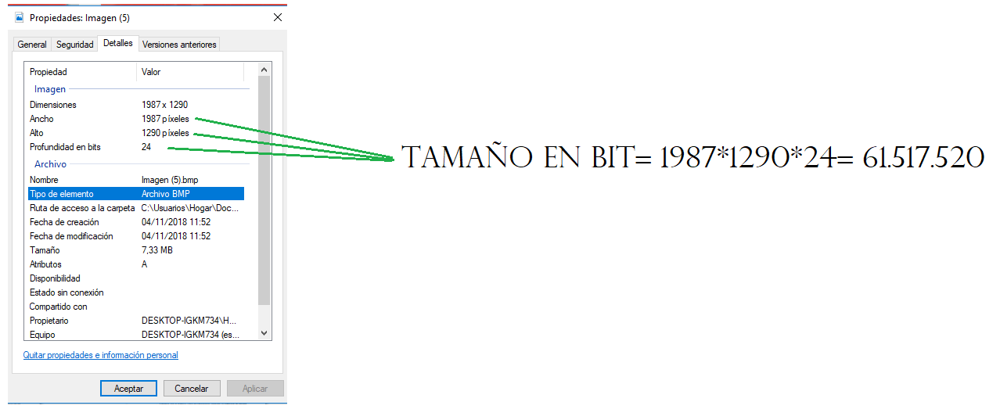 Propiedades: Imagen (5)
General Seguridad Detalles Versiones anteriores
Propiedad Valor
Imagen
Dimensiones 1987 x 1290
Ancho 1987 píxeles
Alto 1290 píxeles
Profundidad en bits 24
Archivo
Nombre Imagen (5).bmp
Tipo de elemento Archivo BMP
Ruta de acceso a la carpeta C:\Usuarios\Hogar\Doc...
Fecha de creación 04/11/2018 11:52
Fecha de modificación 04/11/2018 11:52
Tamaño 7,33 MB
Atributos A
Disponibilidad
Estado sin conexión
Compartido con
Propietario DESKTOP-IGKM734\H...
Equipo DESKTOP-IGKM734 (es...
Quitar propiedades e información personal
Aceptar Cancelar Aplicar
TAMAÑO EN BIT= 1987*1290*24= 61.517.520